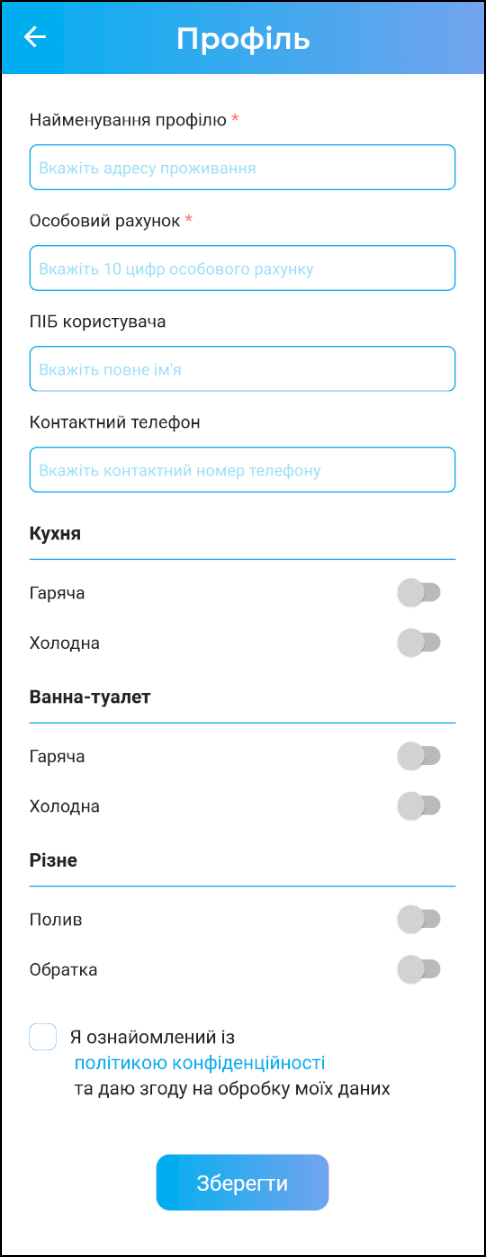 Профіль
Найменування профілю *
Вкажіть адресу проживання
Особовий рахунок *
Вкажіть 10 цифр особового рахунку
ПІБ користувача
Вкажіть повне ім'я
Контактний телефон
Вкажіть контактний номер телефону
Кухня
Гаряча
Холодна
Ванна-туалет
Гаряча
Холодна
Різне
Полив
Обратка
Я ознайомлений із
політикою конфіденційності
та даю згоду на обробку моїх даних
Зберегти